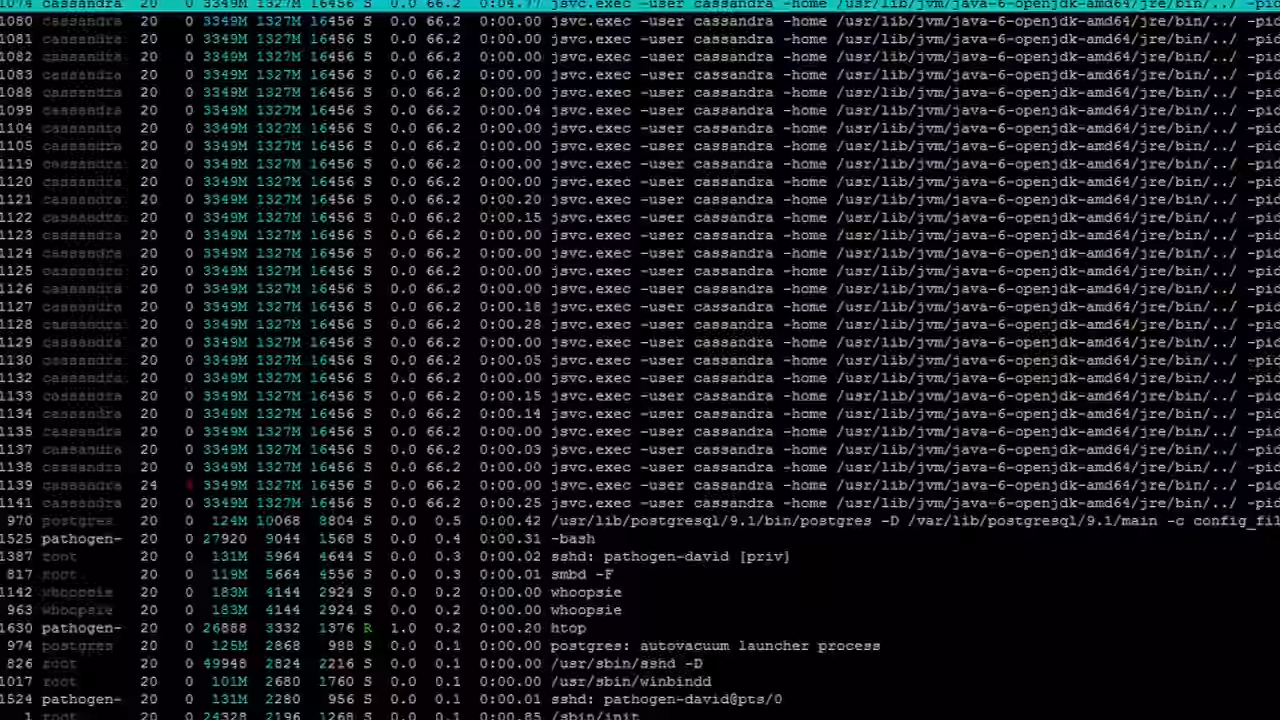 1074 cassandra 20 0 3349M 1327M 16456 S 0.0 66.2 0:04.77 jsvc.exec -user cassandra -home /usr/lib/jvm/java-6-openjdk-amd64/jre/bin/../ -pid
1080 cassandra 20 0 3349M 1327M 16456 S 0.0 66.2 0:00.00 jsvc.exec -user cassandra -home /usr/lib/jvm/java-6-openjdk-amd64/jre/bin/../ -pid
1081 cassandra 20 0 3349M 1327M 16456 S 0.0 66.2 0:00.00 jsvc.exec -user cassandra -home /usr/lib/jvm/java-6-openjdk-amd64/jre/bin/../ -pid
1082 cassandra 20 0 3349M 1327M 16456 S 0.0 66.2 0:00.00 jsvc.exec -user cassandra -home /usr/lib/jvm/java-6-openjdk-amd64/jre/bin/../ -pid
1083 cassandra 20 0 3349M 1327M 16456 S 0.0 66.2 0:00.00 jsvc.exec -user cassandra -home /usr/lib/jvm/java-6-openjdk-amd64/jre/bin/../ -pid
1088 cassandra 20 0 3349M 1327M 16456 S 0.0 66.2 0:00.00 jsvc.exec -user cassandra -home /usr/lib/jvm/java-6-openjdk-amd64/jre/bin/../ -pid
1099 cassandra 20 0 3349M 1327M 16456 S 0.0 66.2 0:00.04 jsvc.exec -user cassandra -home /usr/lib/jvm/java-6-openjdk-amd64/jre/bin/../ -pid
1104 cassandra 20 0 3349M 1327M 16456 S 0.0 66.2 0:00.00 jsvc.exec -user cassandra -home /usr/lib/jvm/java-6-openjdk-amd64/jre/bin/../ -pid
1105 cassandra 20 0 3349M 1327M 16456 S 0.0 66.2 0:00.00 jsvc.exec -user cassandra -home /usr/lib/jvm/java-6-openjdk-amd64/jre/bin/../ -pid
1119 cassandra 20 0 3349M 1327M 16456 S 0.0 66.2 0:00.00 jsvc.exec -user cassandra -home /usr/lib/jvm/java-6-openjdk-amd64/jre/bin/../ -pid
1120 cassandra 20 0 3349M 1327M 16456 S 0.0 66.2 0:00.00 jsvc.exec -user cassandra -home /usr/lib/jvm/java-6-openjdk-amd64/jre/bin/../ -pid
1121 cassandra 20 0 3349M 1327M 16456 S 0.0 66.2 0:00.20 jsvc.exec -user cassandra -home /usr/lib/jvm/java-6-openjdk-amd64/jre/bin/../ -pid
1122 cassandra 20 0 3349M 1327M 16456 S 0.0 66.2 0:00.15 jsvc.exec -user cassandra -home /usr/lib/jvm/java-6-openjdk-amd64/jre/bin/../ -pid
1123 cassandra 20 0 3349M 1327M 16456 S 0.0 66.2 0:00.00 jsvc.exec -user cassandra -home /usr/lib/jvm/java-6-openjdk-amd64/jre/bin/../ -pid
1124 cassandra 20 0 3349M 1327M 16456 S 0.0 66.2 0:00.00 jsvc.exec -user cassandra -home /usr/lib/jvm/java-6-openjdk-amd64/jre/bin/../ -pid
1125 cassandra 20 0 3349M 1327M 16456 S 0.0 66.2 0:00.00 jsvc.exec -user cassandra -home /usr/lib/jvm/java-6-openjdk-amd64/jre/bin/../ -pid
1126 cassandra 20 0 3349M 1327M 16456 S 0.0 66.2 0:00.00 jsvc.exec -user cassandra -home /usr/lib/jvm/java-6-openjdk-amd64/jre/bin/../ -pid
1127 cassandra 20 0 3349M 1327M 16456 S 0.0 66.2 0:00.18 jsvc.exec -user cassandra -home /usr/lib/jvm/java-6-openjdk-amd64/jre/bin/../ -pid
1128 cassandra 20 0 3349M 1327M 16456 S 0.0 66.2 0:00.28 jsvc.exec -user cassandra -home /usr/lib/jvm/java-6-openjdk-amd64/jre/bin/../ -pid
1129 cassandra 20 0 3349M 1327M 16456 S 0.0 66.2 0:00.00 jsvc.exec -user cassandra -home /usr/lib/jvm/java-6-openjdk-amd64/jre/bin/../ -pid
1130 cassandra 20 0 3349M 1327M 16456 S 0.0 66.2 0:00.05 jsvc.exec -user cassandra -home /usr/lib/jvm/java-6-openjdk-amd64/jre/bin/../ -pid
1132 cassandra 20 0 3349M 1327M 16456 S 0.0 66.2 0:00.00 jsvc.exec -user cassandra -home /usr/lib/jvm/java-6-openjdk-amd64/jre/bin/../ -pid
1133 cassandra 20 0 3349M 1327M 16456 S 0.0 66.2 0:00.15 jsvc.exec -user cassandra -home /usr/lib/jvm/java-6-openjdk-amd64/jre/bin/../ -pid
1134 cassandra 20 0 3349M 1327M 16456 S 0.0 66.2 0:00.14 jsvc.exec -user cassandra -home /usr/lib/jvm/java-6-openjdk-amd64/jre/bin/../ -pid
1135 cassandra 20 0 3349M 1327M 16456 S 0.0 66.2 0:00.00 jsvc.exec -user cassandra -home /usr/lib/jvm/java-6-openjdk-amd64/jre/bin/../ -pid
1137 cassandra 20 0 3349M 1327M 16456 S 0.0 66.2 0:00.03 jsvc.exec -user cassandra -home /usr/lib/jvm/java-6-openjdk-amd64/jre/bin/../ -pid
1138 cassandra 20 0 3349M 1327M 16456 S 0.0 66.2 0:00.00 jsvc.exec -user cassandra -home /usr/lib/jvm/java-6-openjdk-amd64/jre/bin/../ -pid
1139 cassandra 24 3349M 1327M 16456 S 0.0 66.2 0:00.00 jsvc.exec -user cassandra -home /usr/lib/jvm/java-6-openjdk-amd64/jre/bin/../ -pid
1141 cassandra 20 0 3349M 1327M 16456 S 0.0 66.2 0:00.25 jsvc.exec -user cassandra -home /usr/lib/jvm/java-6-openjdk-amd64/jre/bin/../ -pid
970 postgres 20 0 124M 10068 8804 S 0.0 0.5 0:00.42 /usr/lib/postgresql/9.1/bin/postgres -D /var/lib/postgresql/9.1/main -c config_fil
1525 pathogen- 20 0 27920 9044 1568 S 0.0 0.4 0:00.31 -bash
1387 root 20 0 131M 5964 4644 S 0.0 0.3 0:00.02 sshd: pathogen-david [priv]
817 root 20 0 119M 5664 4556 S 0.0 0.3 0:00.01 smbd -F
1142 whoopsie 20 0 183M 4144 2924 S 0.0 0.2 0:00.00 whoopsie
963 whoopsie 20 0 183M 4144 2924 S 0.0 0.2 0:00.00 whoopsie
1630 pathogen- 20 0 26888 3332 1376 R 1.0 0.2 0:00.20 htop
974 postgres 20 0 125M 2868 988 S 0.0 0.1 0:00.00 postgres: autovacuum launcher process
826 root 20 0 49948 2824 2216 S 0.0 0.1 0:00.00 /usr/sbin/sshd -D
1017 root 20 0 101M 2680 1760 S 0.0 0.1 0:00.00 /usr/sbin/winbindd
1524 pathogen- 20 0 131M 2280 956 S 0.0 0.1 0:00.01 sshd: pathogen-david@pts/0
1 root 20 0 24328 2196 1268 S 0.0 0.1 0:00.85 /sbin/init